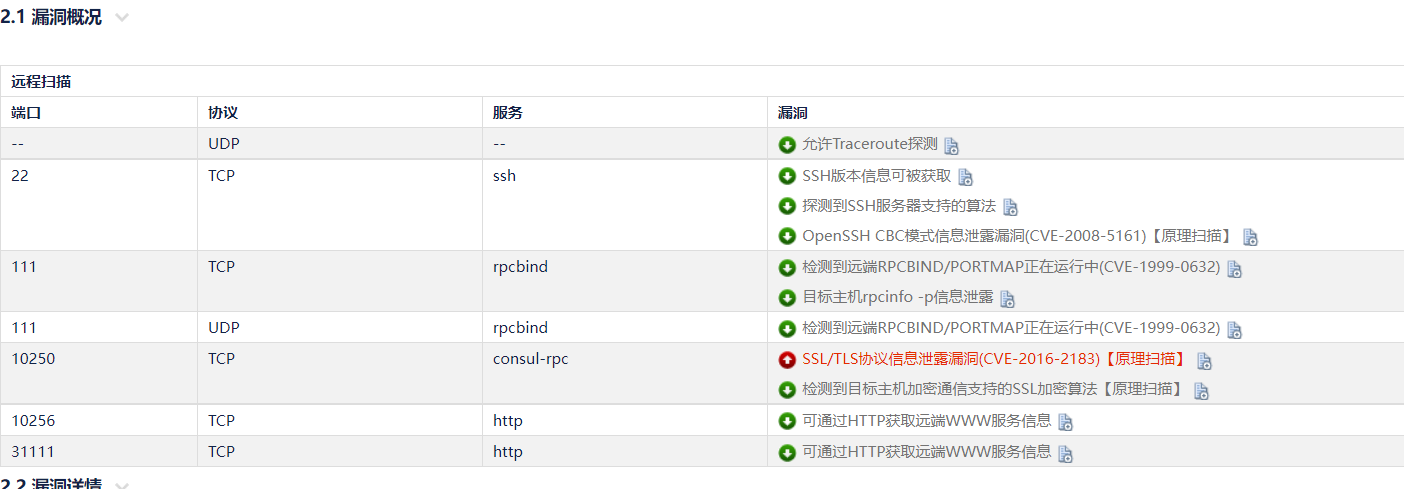 2.1 漏洞概况
远程扫描
端口 协议 服务 漏洞
-- UDP -- 允许Traceroute探测
22 TCP ssh SSH版本信息可被获取
探测到SSH服务器支持的算法
OpenSSH CBC模式信息泄露漏洞(CVE-2008-5161)【原理扫描】
111 TCP rpcbind 检测到远端RPCBIND/PORTMAP正在运行中(CVE-1999-0632)
目标主机rpcinfo -p信息泄露
111 UDP rpcbind 检测到远端RPCBIND/PORTMAP正在运行中(CVE-1999-0632)
10250 TCP consul-rpc SSL/TLS协议信息泄露漏洞(CVE-2016-2183)【原理扫描】
检测到目标主机加密通信支持的SSL加密算法【原理扫描】
10256 TCP http 可通过HTTP获取远端WWW服务信息
31111 TCP http 可通过HTTP获取远端WWW服务信息
2.2 漏洞详情